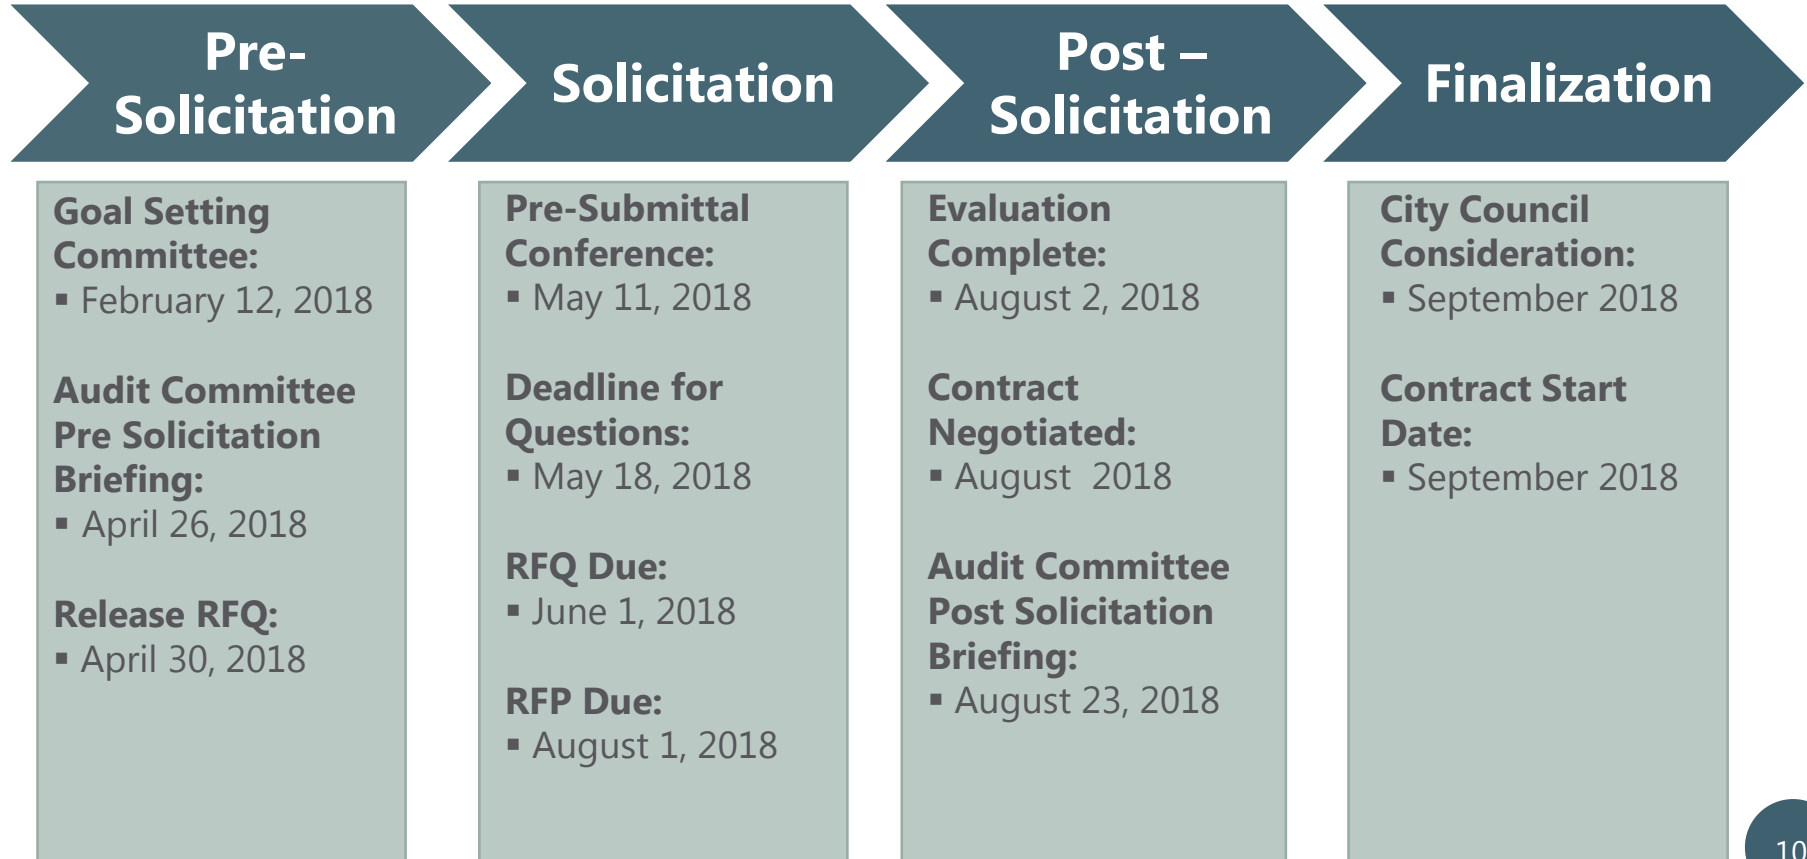 Pre-
Solicitation
Solicitation
Post –
Solicitation
Finalization
Goal Setting
Committee:
▪ February 12, 2018
Audit Committee
Pre Solicitation
Briefing:
▪ April 26, 2018
Release RFQ:
▪ April 30, 2018
Pre-Submittal
Conference:
▪ May 11, 2018
Deadline for
Questions:
▪ May 18, 2018
RFQ Due:
▪ June 1, 2018
RFP Due:
▪ August 1, 2018
Evaluation
Complete:
▪ August 2, 2018
Contract
Negotiated:
▪ August  2018
Audit Committee
Post Solicitation
Briefing:
▪ August 23, 2018
City Council
Consideration:
▪ September 2018
Contract Start
Date:
▪ September 2018
10